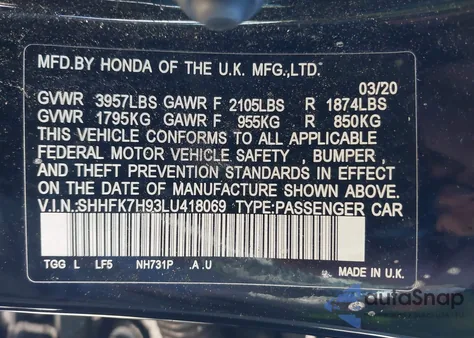 MFD.BY HONDA OF THE U.K. MFG.,LTD.
03/20
GVWR 3957LBS GAWR F 2105LBS R 1874LBS
GVWR 1795KG GAWR F 955KG R 850KG
THIS VEHICLE CONFORMS TO ALL APPLICABLE
FEDERAL MOTOR VEHICLE SAFETY , BUMPER ,
AND THEFT PREVENTION STANDARDS IN EFFECT
ON THE DATE OF MANUFACTURE SHOWN ABOVE.
V.I.N.:SHHFK7H93LU418069 TYPE:PASSENGER CAR
TGG L LF5 NH731P .A .U MADE IN U.K.
autoSnap